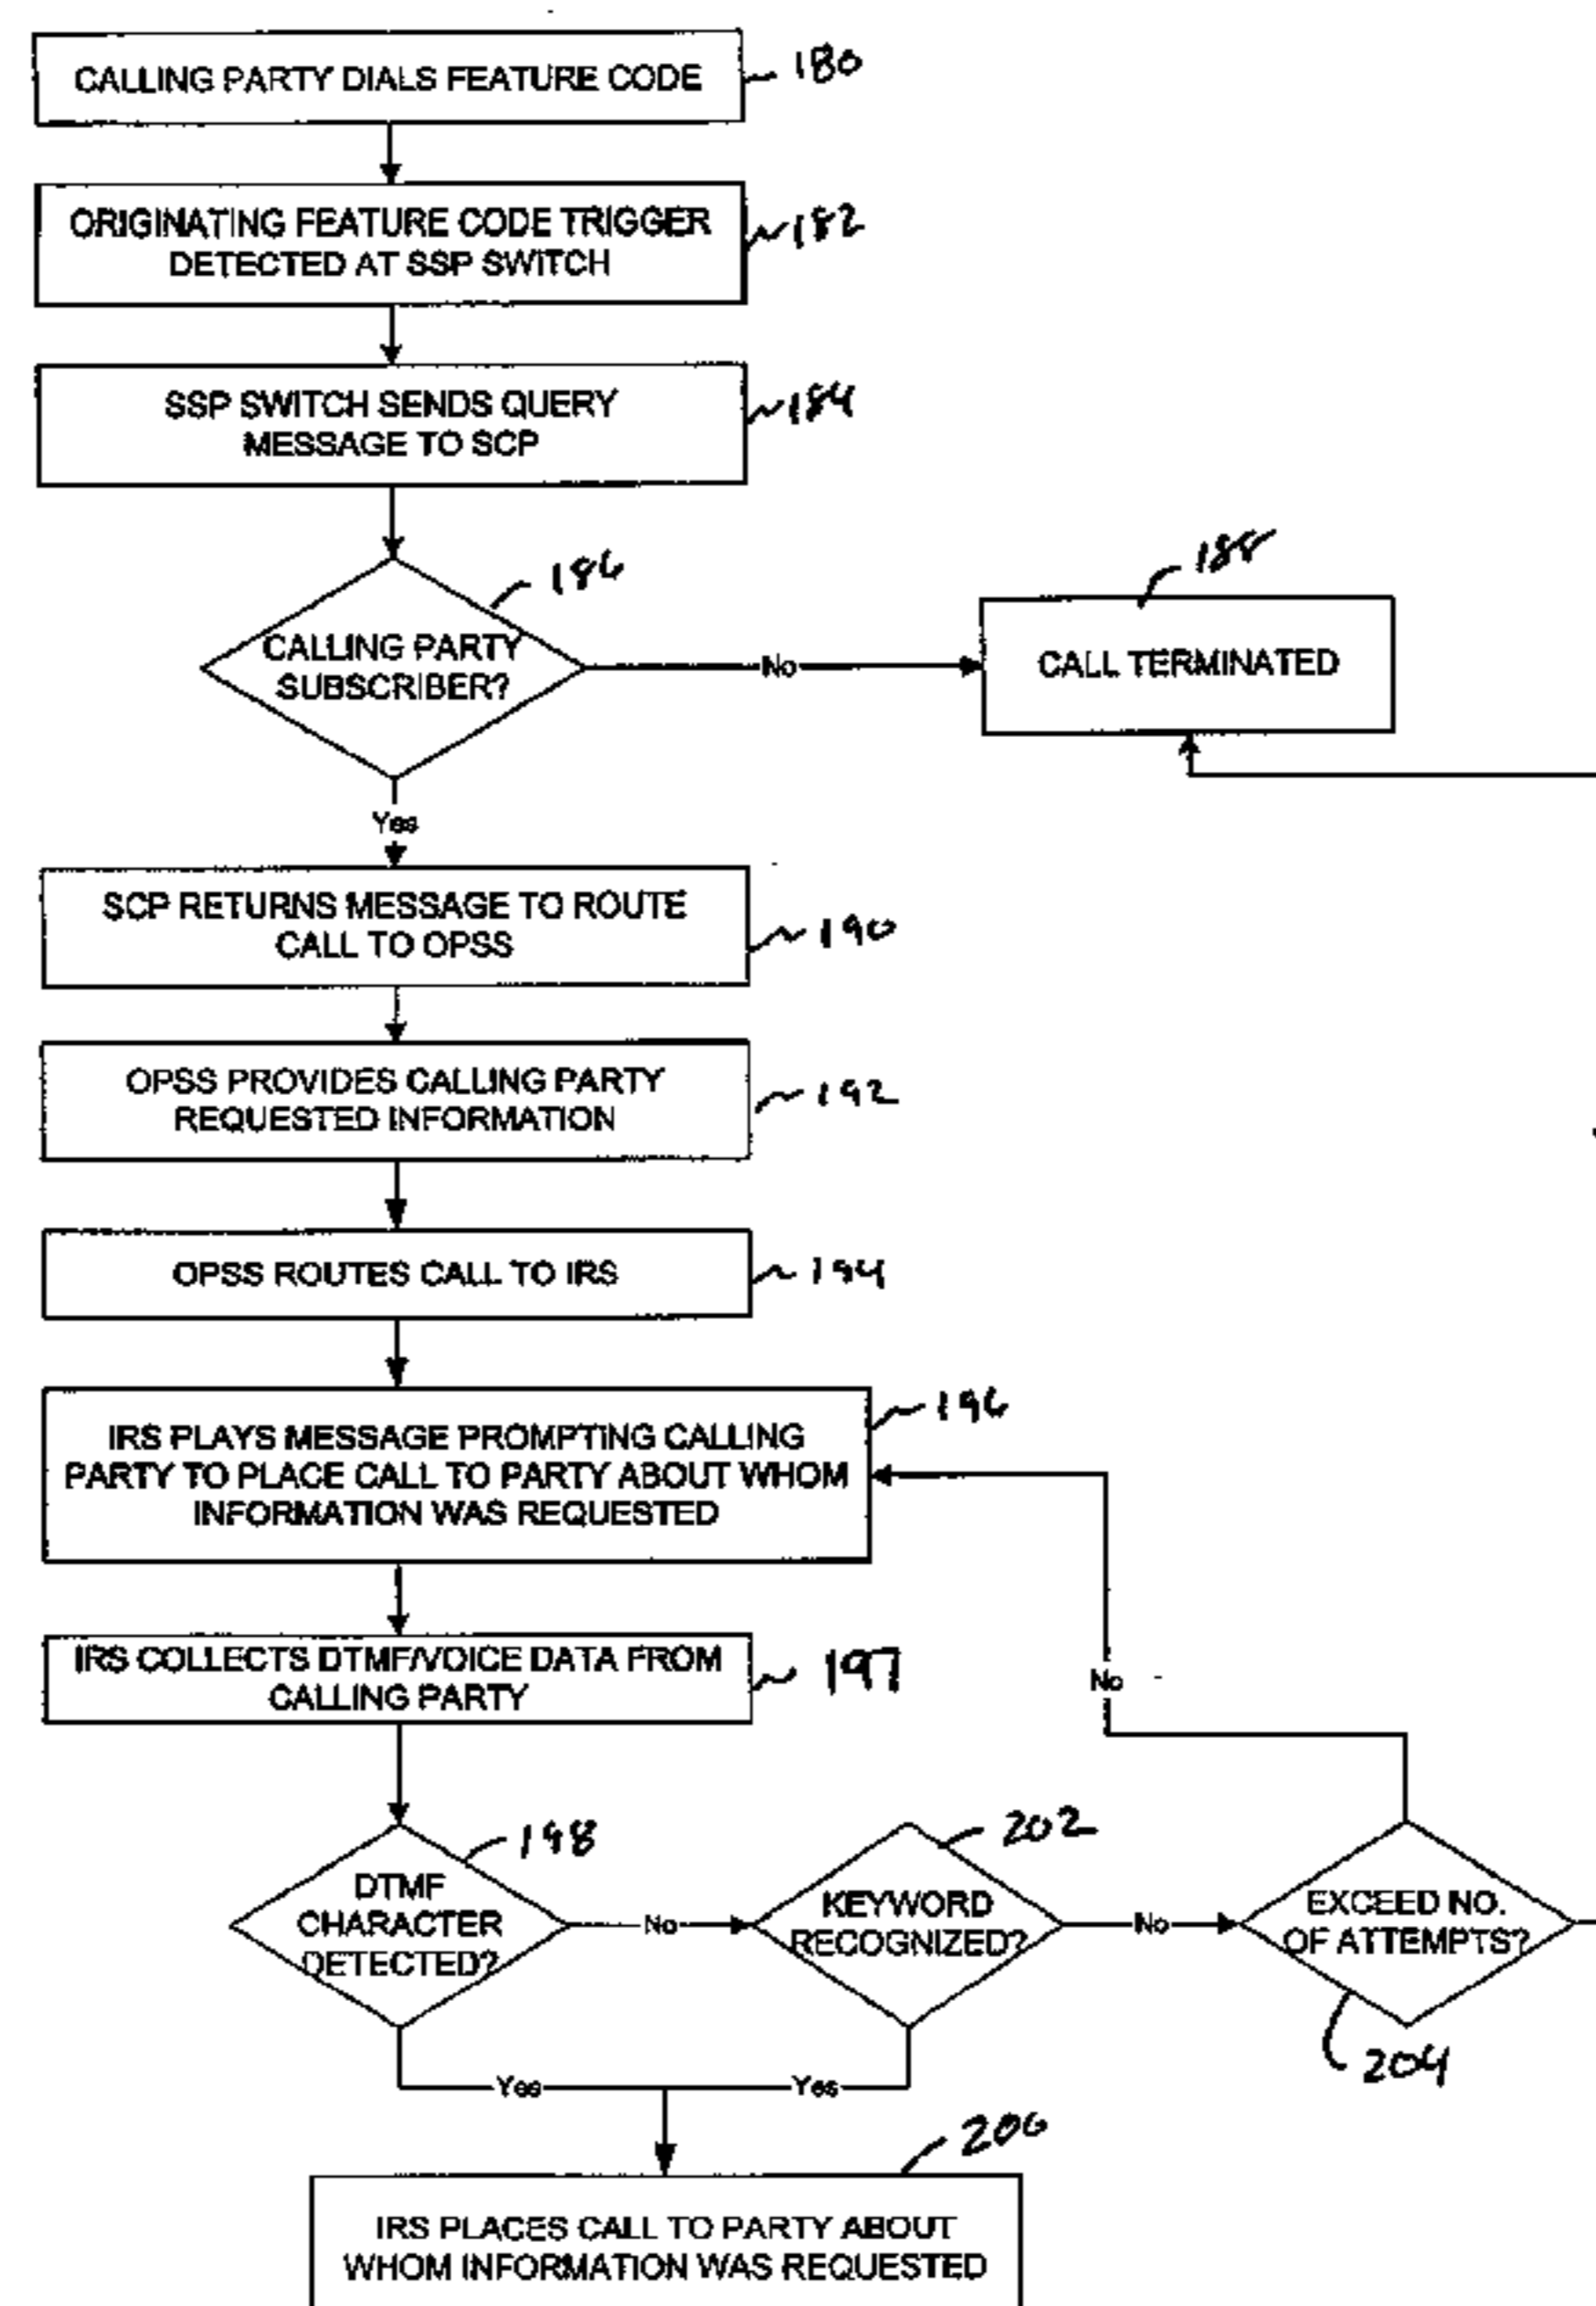 CALLING PARTY DIALS FEATURE CODE
180
ORIGINATING FEATURE CODE TRIGGER
DETECTED AT SSP SWITCH
182
SSP SWITCH SENDS QUERY
MESSAGE TO SCP
184
186
CALLING PARTY
SUBSCRIBER?
No
188
CALL TERMINATED
Yes
SCP RETURNS MESSAGE TO ROUTE
CALL TO OPSS
190
OPSS PROVIDES CALLING PARTY
REQUESTED INFORMATION
192
OPSS ROUTES CALL TO IRS
194
196
IRS PLAYS MESSAGE PROMPTING CALLING
PARTY TO PLACE CALL TO PARTY ABOUT WHOM
INFORMATION WAS REQUESTED
IRS COLLECTS DTMF/VOICE DATA FROM
CALLING PARTY
197
No
198
DTMF
CHARACTER
DETECTED?
No
202
KEYWORD
RECOGNIZED?
No
EXCEED NO.
OF ATTEMPTS?
204
Yes
Yes
206
IRS PLACES CALL TO PARTY ABOUT
WHOM INFORMATION WAS REQUESTED